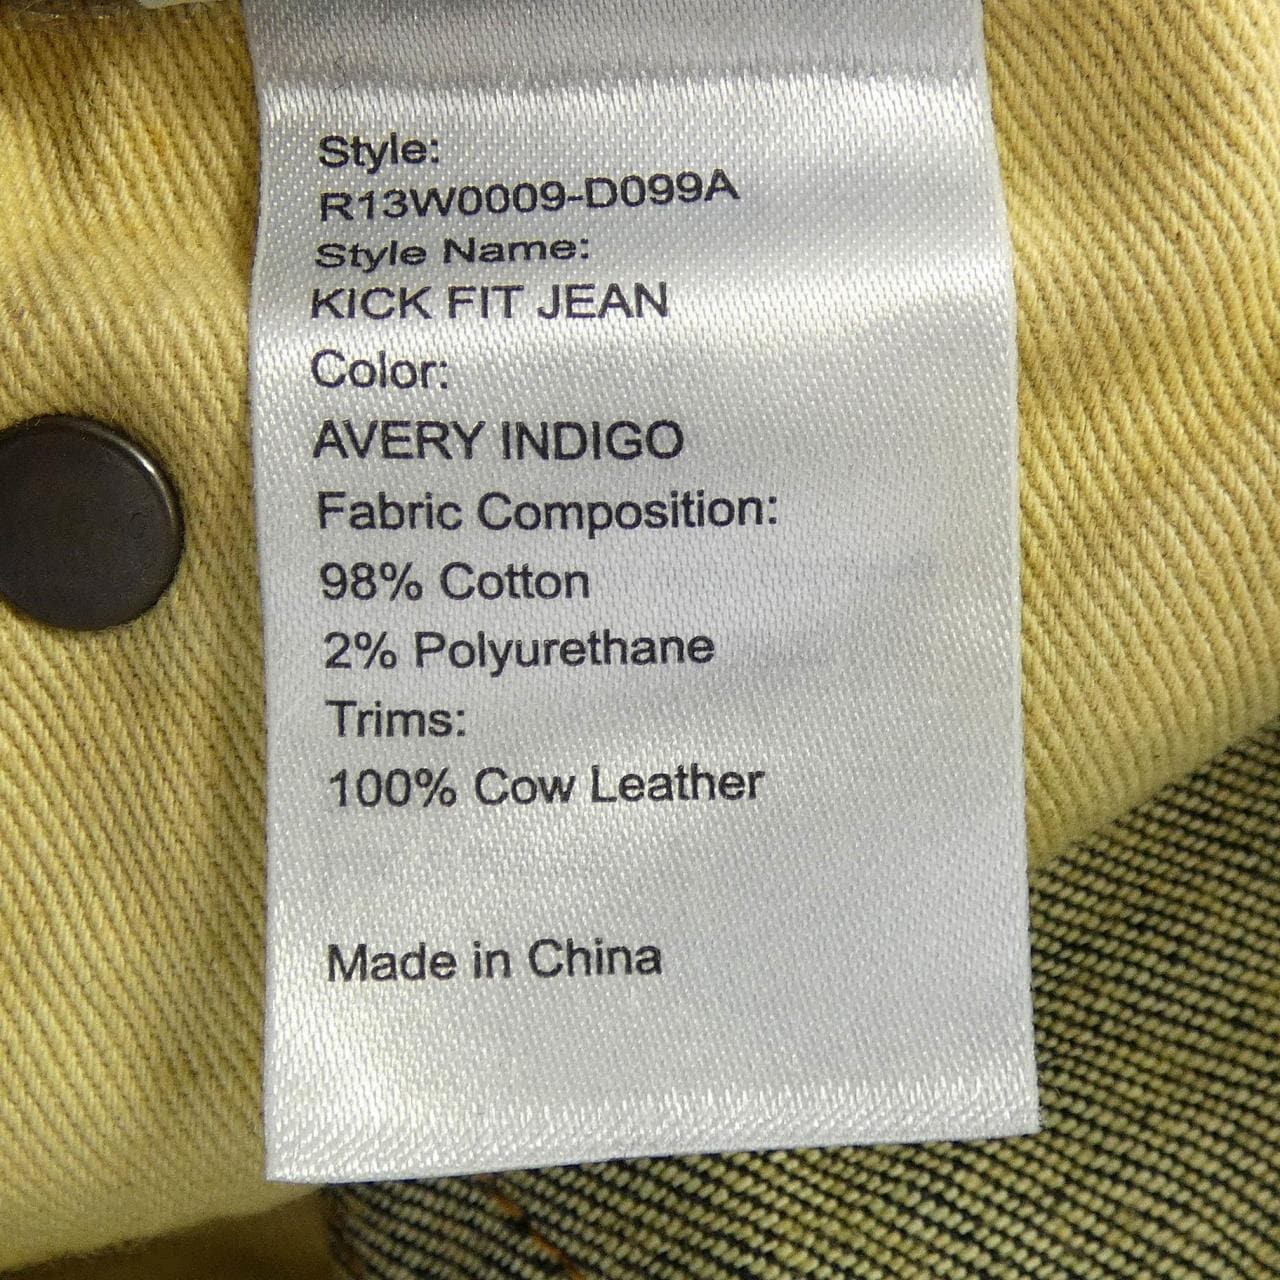 Style:
R13W0009-D099A
Style Name:
KICK FIT JEAN
Color:
AVERY INDIGO
Fabric Composition:
98% Cotton
2% Polyurethane
Trims:
100% Cow Leather
Made in China